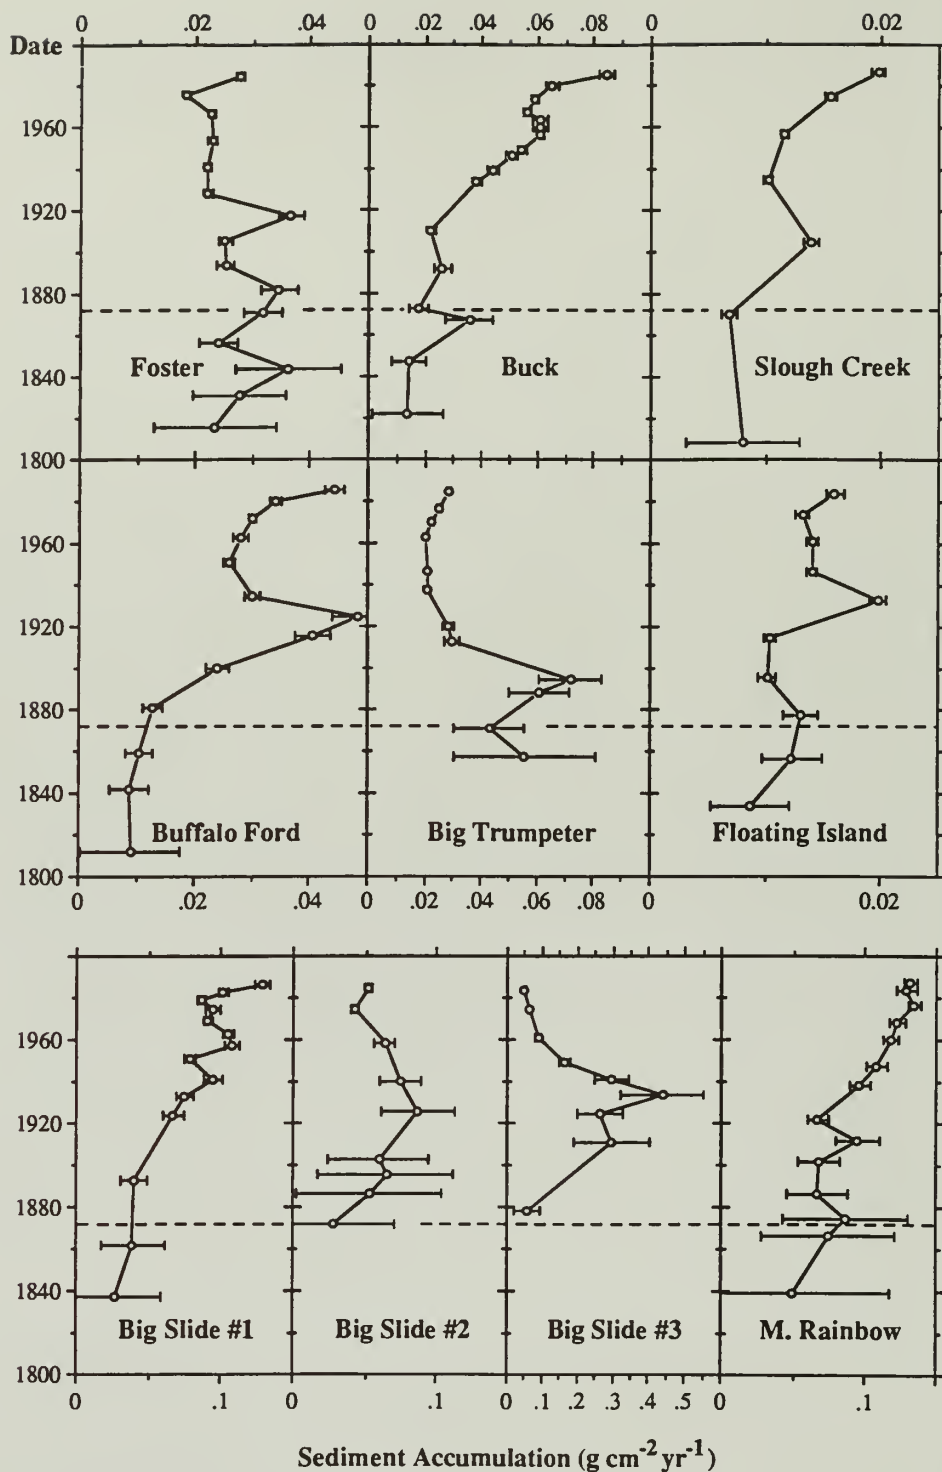 0 .02 .04 0 .02 .04 .06 .08 0 0.02
Date
1960
1920
1880
Foster Buck Slough Creek
1840
1800
1960
1920
1880
1840
Buffalo Ford Big Trumpeter Floating Island
1800
0 .02 .04 0 .02 .04 .06 .08 0 0.02
1960
1920
1880
1840
Big Slide #1 Big Slide #2 Big Slide #3 M. Rainbow
1800
0 .1 0 .1 0 .1 .2 .3 .4 .5 0 .1
Sediment Accumulation (g cm⁻² yr⁻¹)